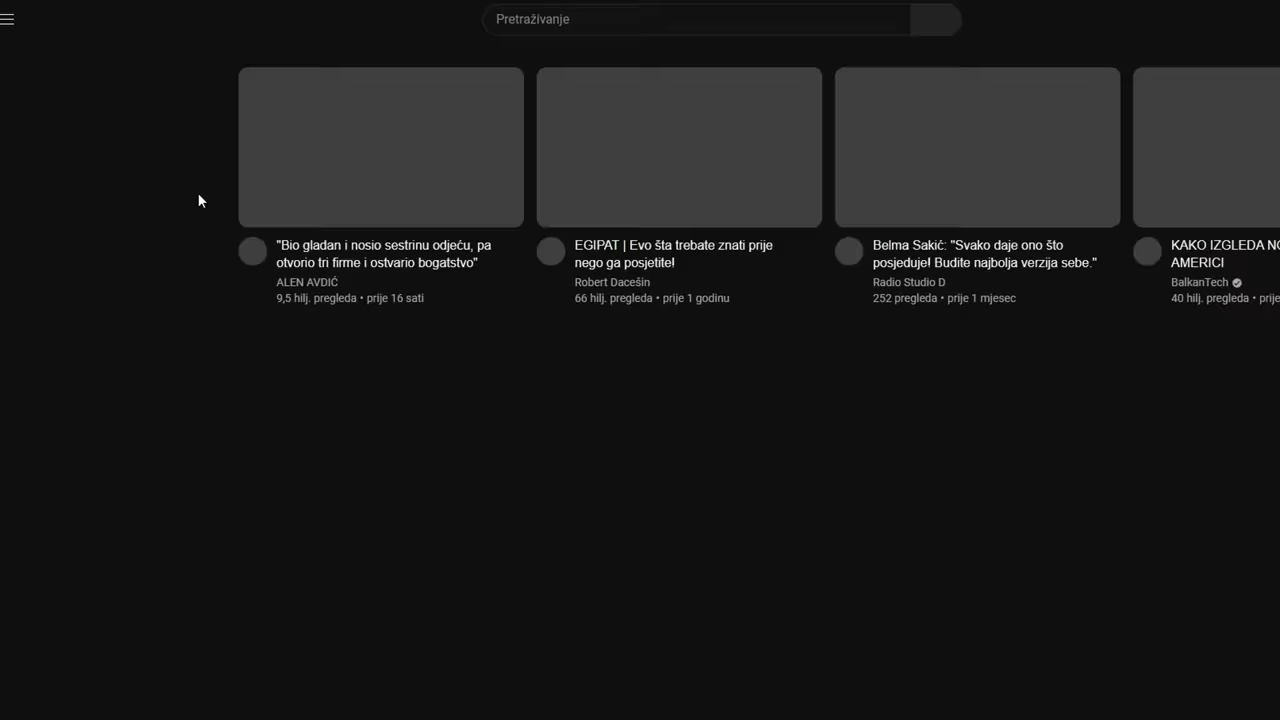 Pretraživanje
"Bio gladan i nosio sestrinu odjeću, pa
otvorio tri firme i ostvario bogatstvo"
ALEN AVDIĆ
9,5 hilj. pregleda • prije 16 sati
EGIPAT | Evo šta trebate znati prije
nego ga posjetite!
Robert Dacešin
66 hilj. pregleda • prije 1 godinu
Belma Sakić: "Svako daje ono što
posjeduje! Budite najbolja verzija sebe."
Radio Studio D
252 pregleda • prije 1 mjesec
KAKO IZGLEDA
AMERICI
BalkanTech
40 hilj. pregleda • prije